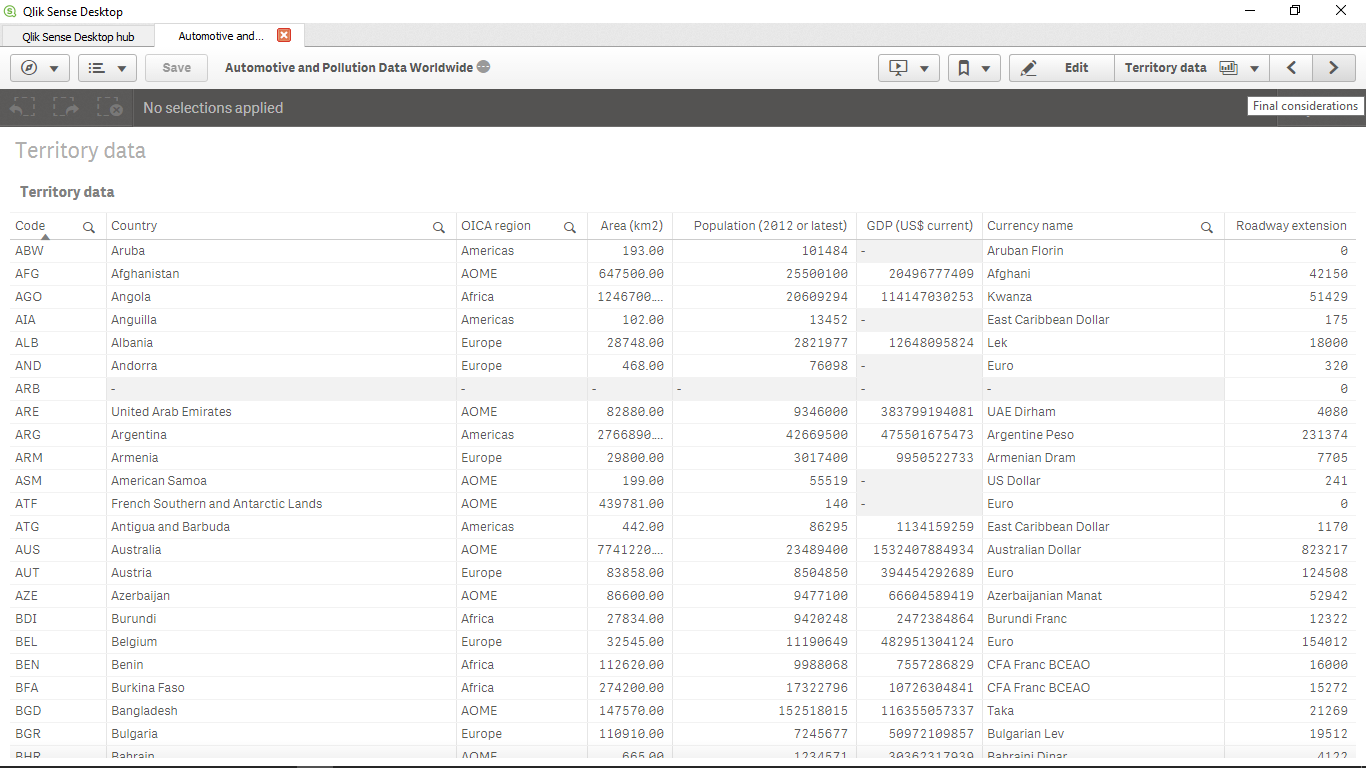 Qlik Sense Desktop
Qlik Sense Desktop hub Automotive and...
Save Automotive and Pollution Data Worldwide Edit Territory data
No selections applied Final considerations
Territory data
Territory data
Code Country OICA region Area (km2) Population (2012 or latest) GDP (US$ current) Currency name Roadway extension
ABW Aruba Americas 193.00 101484 - Aruban Florin 0
AFG Afghanistan AOME 647500.00 25500100 20496777409 Afghani 42150
AGO Angola Africa 1246700.... 20609294 114147030253 Kwanza 51429
AIA Anguilla Americas 102.00 13452 - East Caribbean Dollar 175
ALB Albania Europe 28748.00 2821977 12648095824 Lek 18000
AND Andorra Europe 468.00 76098 - Euro 320
ARB - - - - - - 0
ARE United Arab Emirates AOME 82880.00 9346000 383799194081 UAE Dirham 4080
ARG Argentina Americas 2766890.... 42669500 475501675473 Argentine Peso 231374
ARM Armenia Europe 29800.00 3017400 9950522733 Armenian Dram 7705
ASM American Samoa AOME 199.00 55519 - US Dollar 241
ATF French Southern and Antarctic Lands AOME 439781.00 140 - Euro 0
ATG Antigua and Barbuda Americas 442.00 86295 1134159259 East Caribbean Dollar 1170
AUS Australia AOME 7741220.... 23489400 1532407884934 Australian Dollar 823217
AUT Austria Europe 83858.00 8504850 394454292689 Euro 124508
AZE Azerbaijan AOME 86600.00 9477100 66604589419 Azerbaijanian Manat 52942
BDI Burundi Africa 27834.00 9420248 2472384864 Burundi Franc 12322
BEL Belgium Europe 32545.00 11190649 482951304124 Euro 154012
BEN Benin Africa 112620.00 9988068 7557286829 CFA Franc BCEAO 16000
BFA Burkina Faso Africa 274200.00 17322796 10726304841 CFA Franc BCEAO 15272
BGD Bangladesh AOME 147570.00 152518015 116355057337 Taka 21269
BGR Bulgaria Europe 110910.00 7245677 50972109857 Bulgarian Lev 19512
BHR Bahrain AOME 665.00 1234571 30362317939 Bahraini Dinar 4122